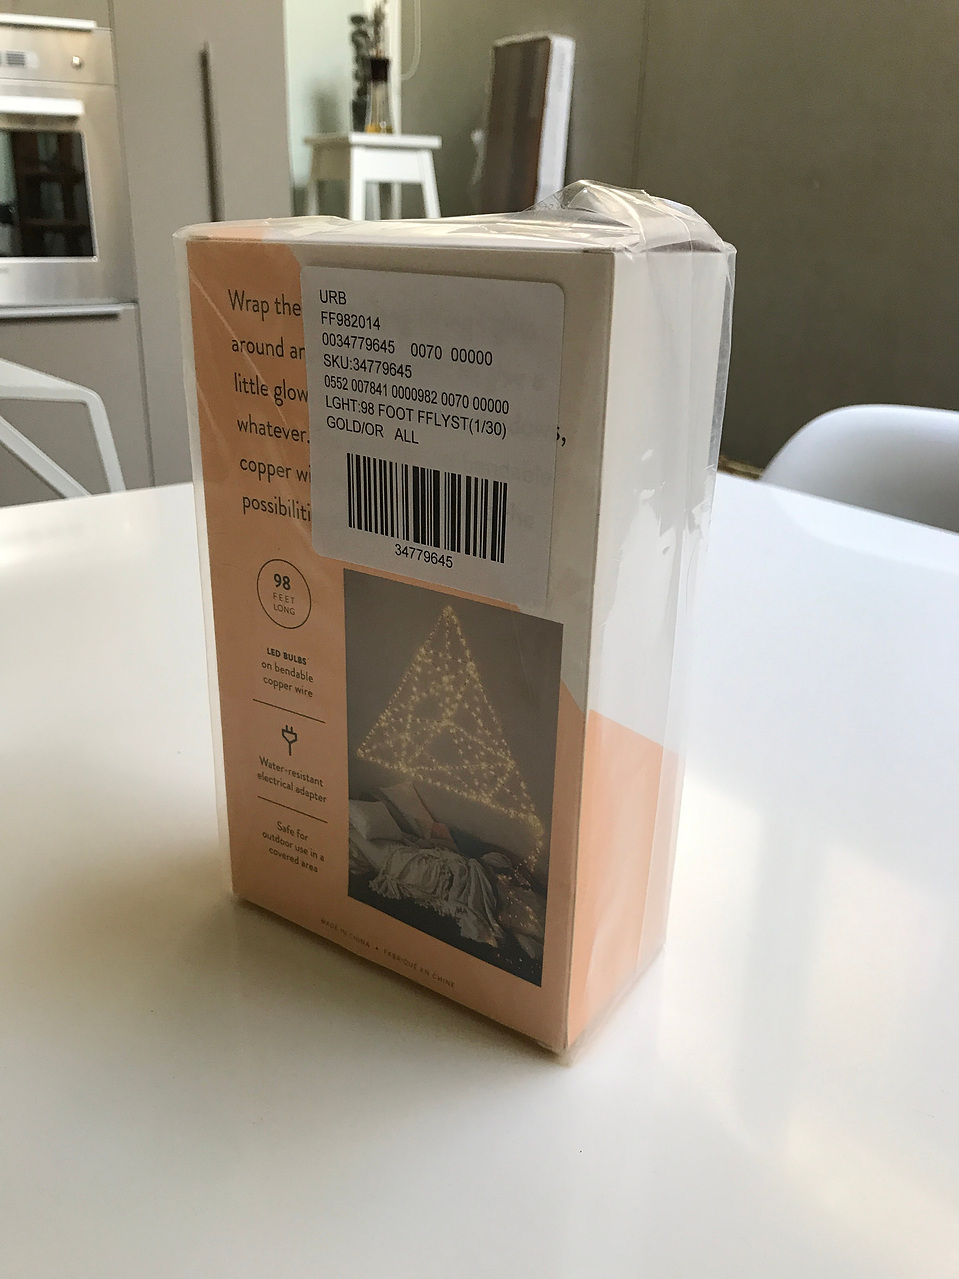 Wrap the
around ar
little glow
whatever.
copper wi
possibiliti
URB
FF982014
0034779645 0070 00000
SKU:34779645
0552 007841 0000982 0070 00000
LGHT:98 FOOT FFLYST(1/30)
GOLD/OR ALL
34779645
98
FEET
LONG
LED BULBS
on bendable
copper wire
Water-resistant
electrical adapter
Safe for
outdoor use in a
covered area
MADE IN CHINA • FABRIQUÉ EN CHINE